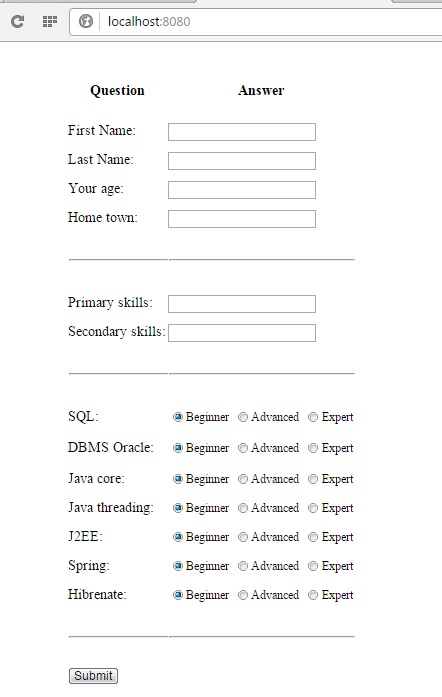 localhost:8080
Question Answer
First Name:
Last Name:
Your age:
Home town:
Primary skills:
Secondary skills:
SQL: Beginner Advanced Expert
DBMS Oracle: Beginner Advanced Expert
Java core: Beginner Advanced Expert
Java threading: Beginner Advanced Expert
J2EE: Beginner Advanced Expert
Spring: Beginner Advanced Expert
Hibrenate: Beginner Advanced Expert
Submit